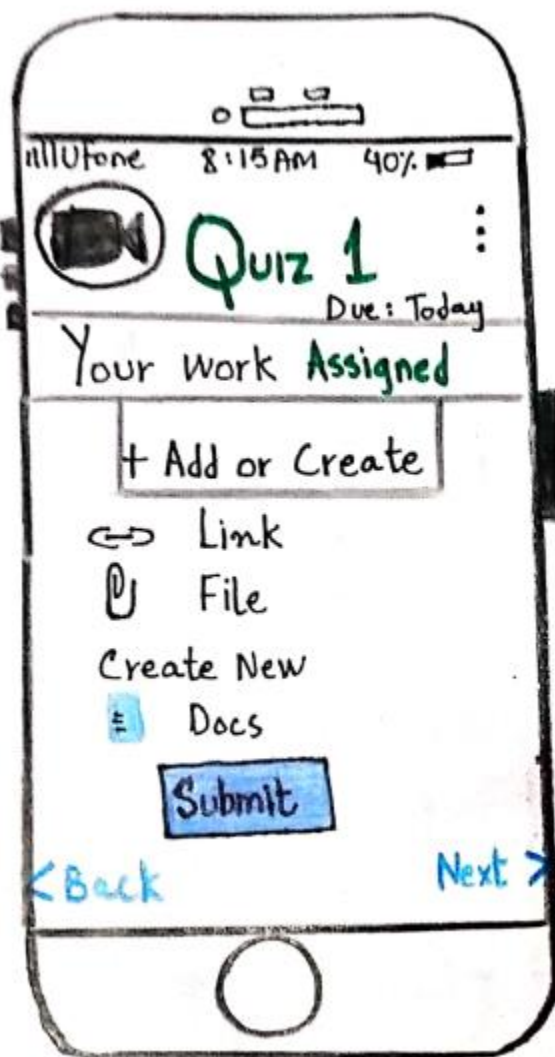 Ufone 8:15 AM 40%
Quiz 1
Due: Today
Your work Assigned
+ Add or Create
Link
File
Create New
Docs
Submit
< Back Next >